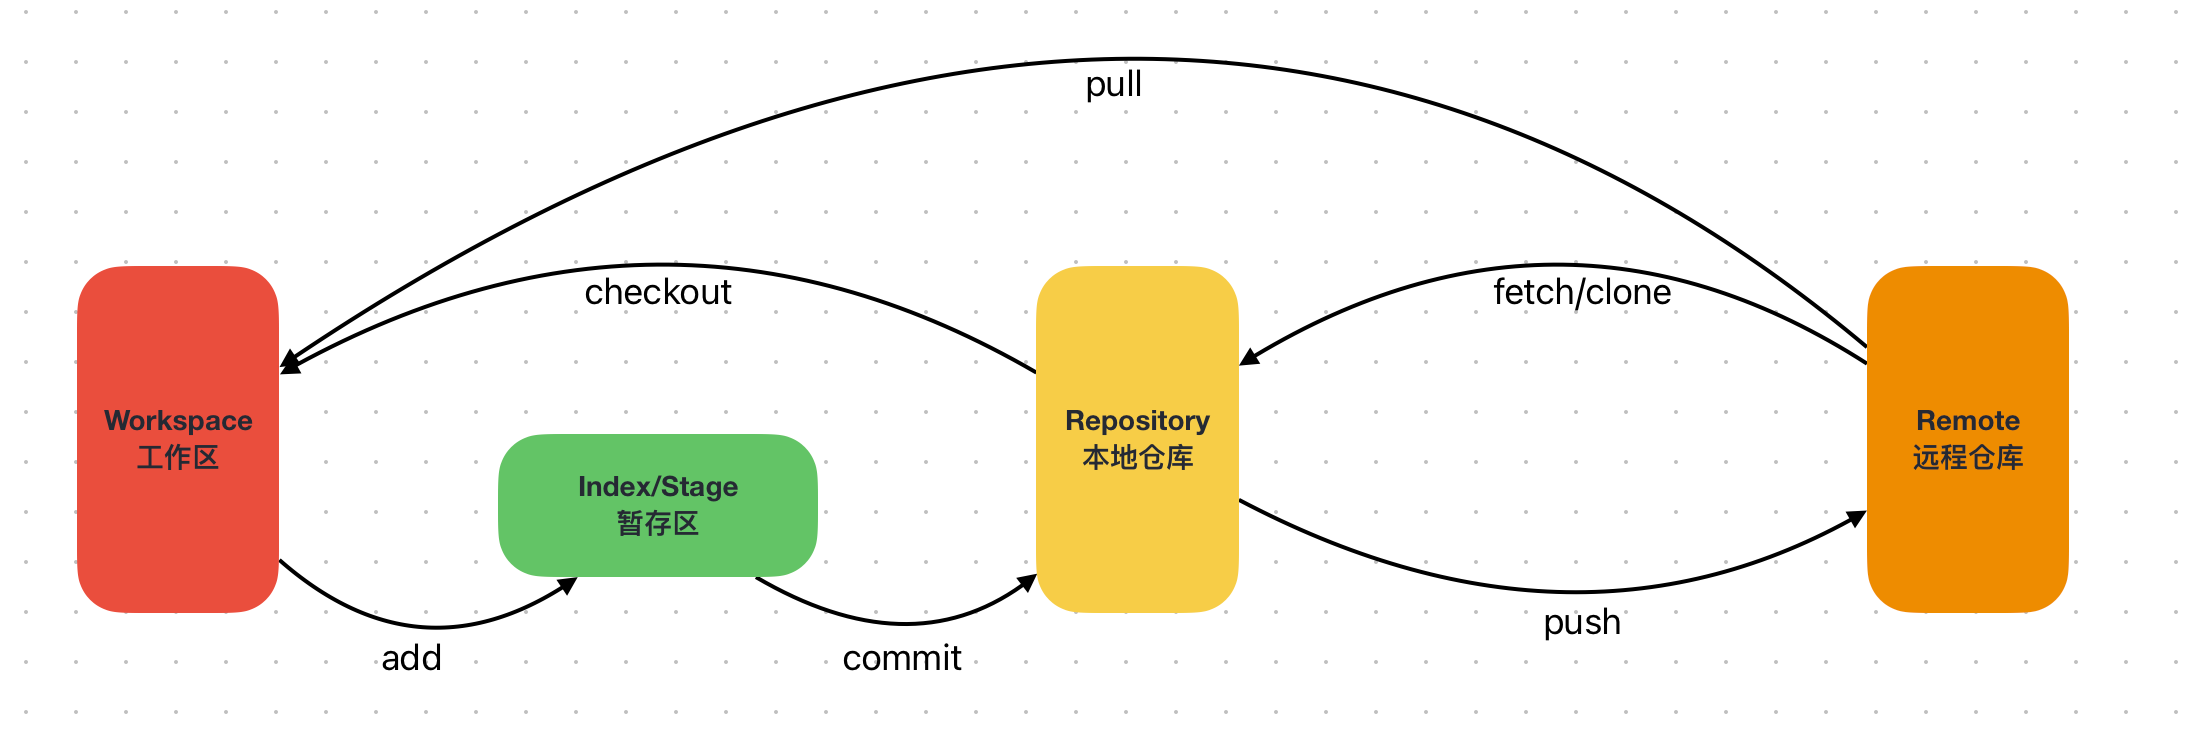 pull
checkout
fetch/clone
Workspace
工作区
Index/Stage
暂存区
Repository
本地仓库
Remote
远程仓库
add
commit
push